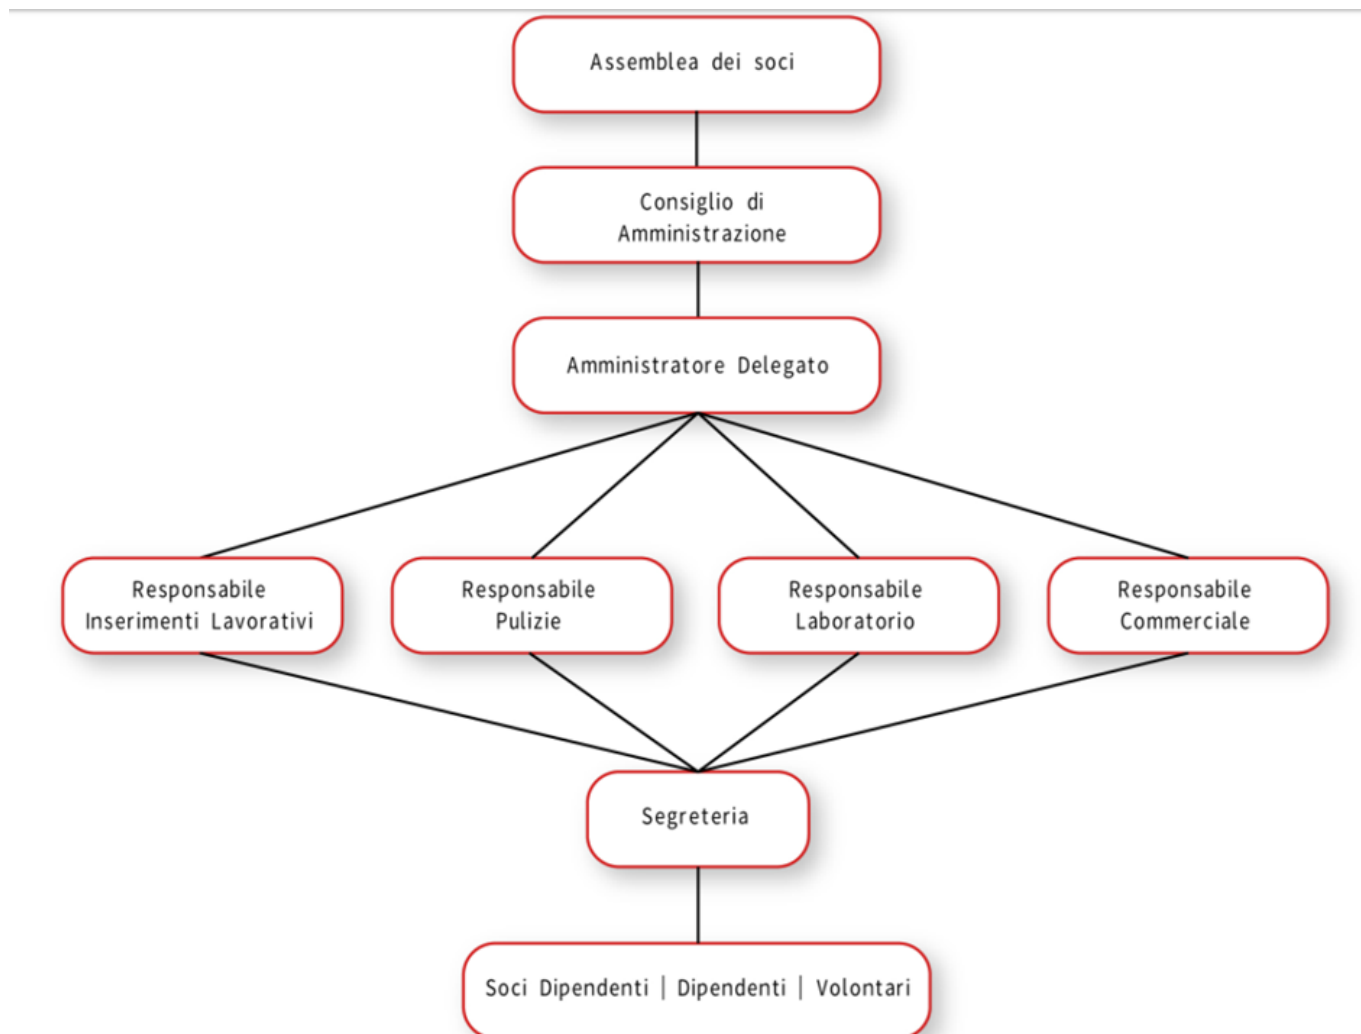 Assemblea dei soci
Consiglio di
Amministrazione
Amministratore Delegato
Responsabile
Inserimenti Lavorativi
Responsabile
Pulizie
Responsabile
Laboratorio
Responsabile
Commerciale
Segreteria
Soci Dipendenti | Dipendenti | Volontari